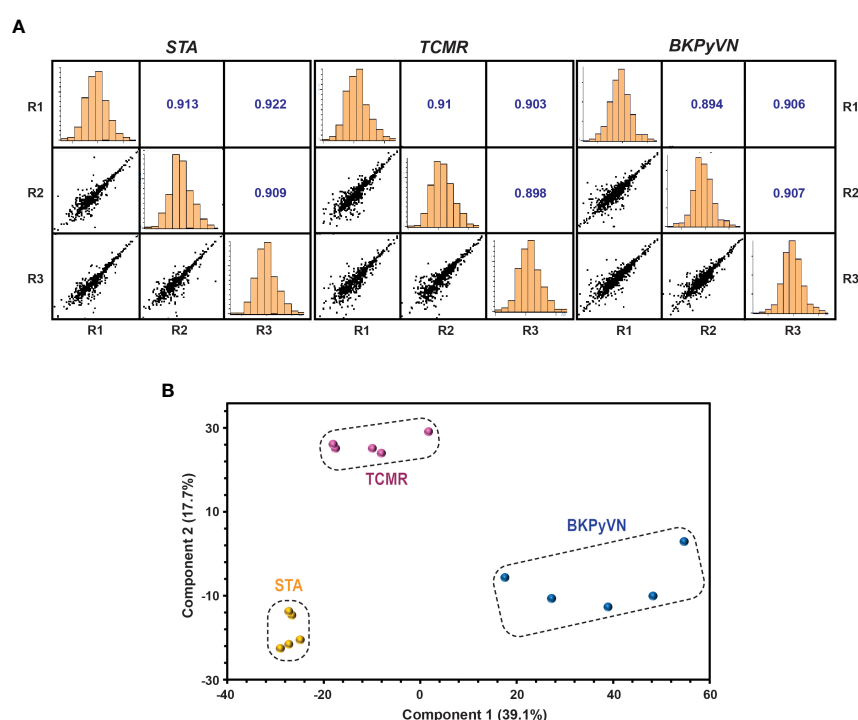 A
STA TCMR BKPyVN
R1 0.913 0.922 0.91 0.903 0.894 0.906 R1
R2 0.909 0.898 0.907 R2
R3 R3
R1 R2 R3 R1 R2 R3 R1 R2 R3
B
30
TCMR
Component 2 (17.7%)
10
BKPyVN
-10
STA
-30
-40 -20 0 20 40 60
Component 1 (39.1%)